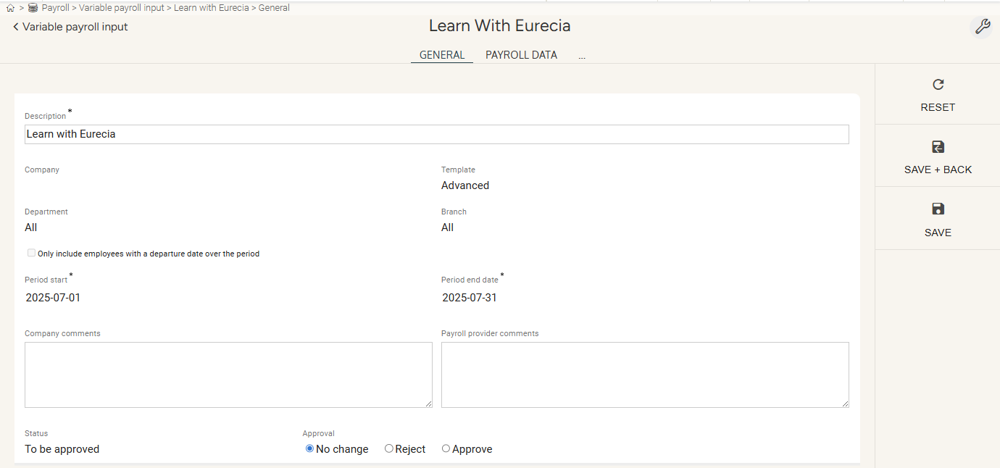 > Payroll > Variable payroll input > Learn with Eurecia > General
< Variable payroll input
Learn With Eurecia
GENERAL PAYROLL DATA ...
RESET
SAVE + BACK
SAVE
Description *
Learn with Eurecia
Company Template
Advanced
Department Branch
All All
Only include employees with a departure date over the period
Period start * Period end date *
2025-07-01 2025-07-31
Company comments Payroll provider comments
Status Approval
To be approved No change Reject Approve